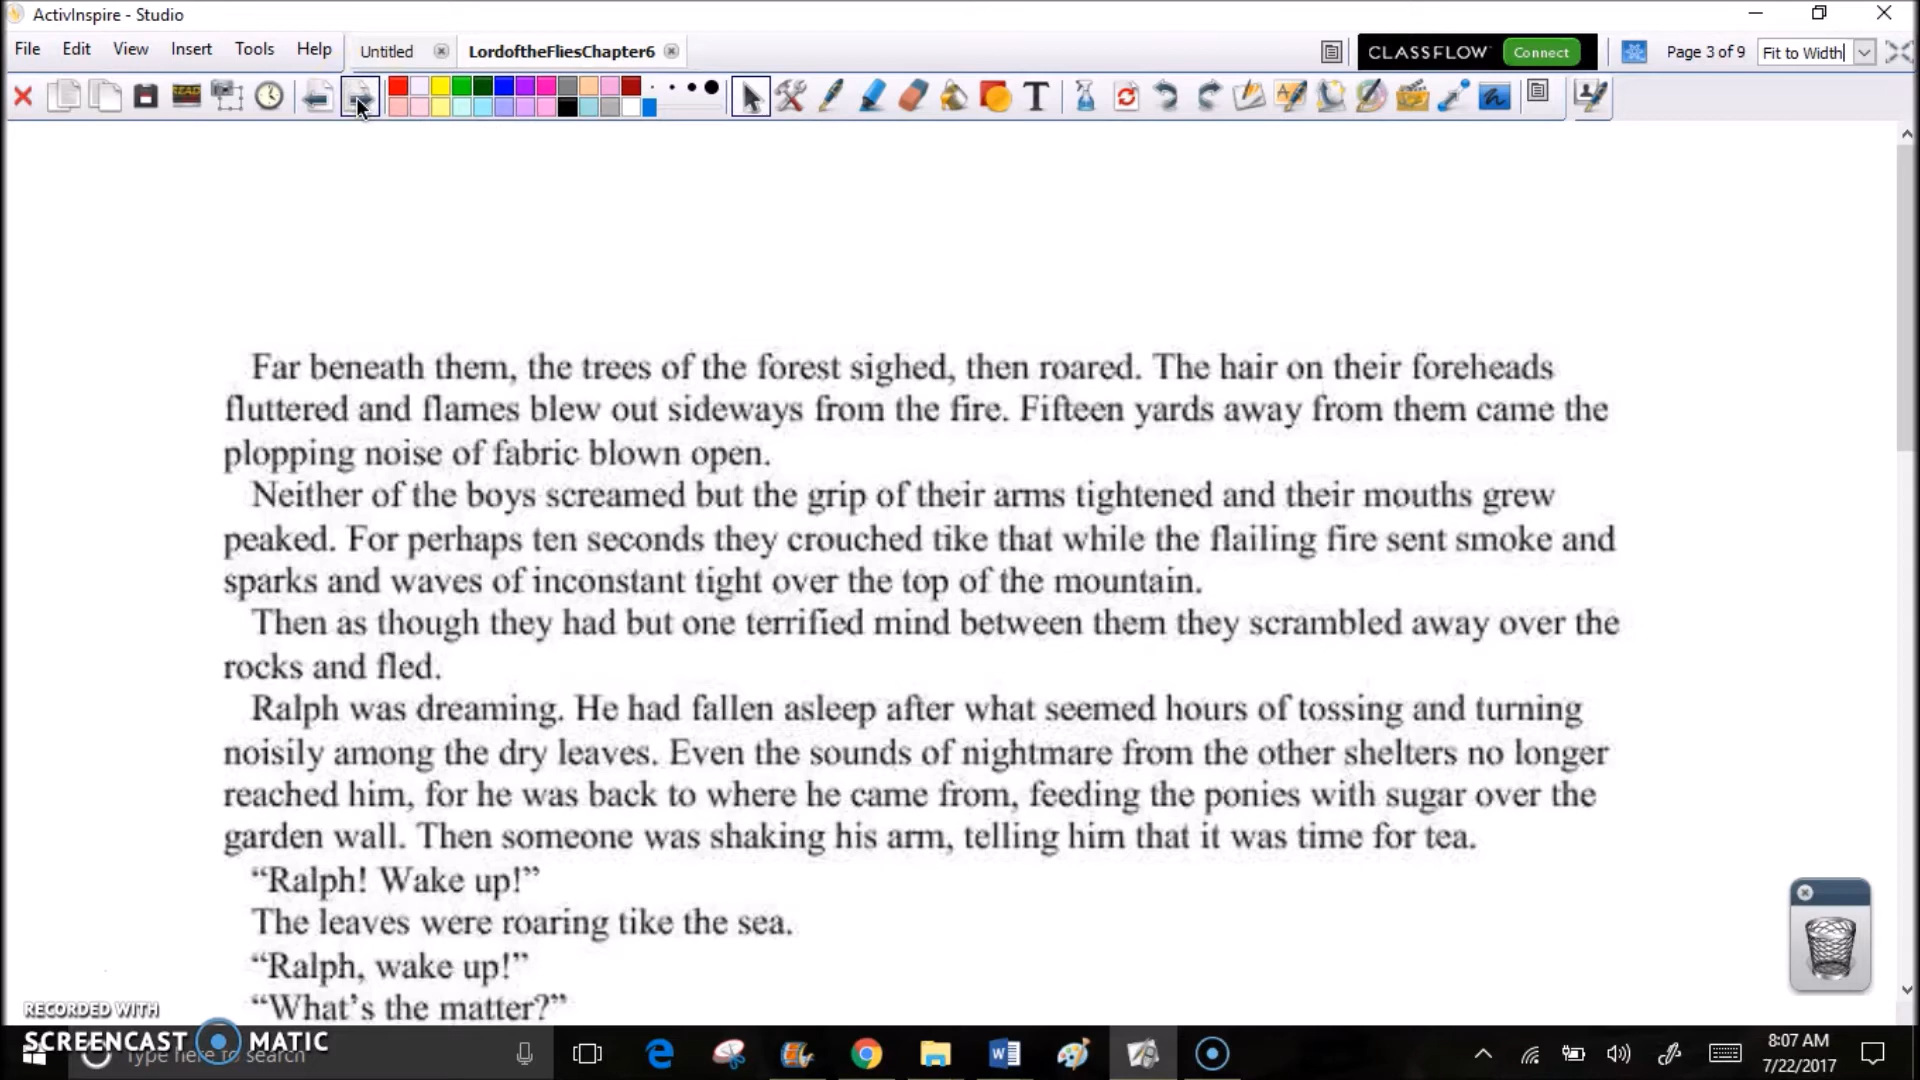 ActivInspire - Studio
File Edit View Insert Tools Help Untitled LordoftheFliesChapter6 CLASSFLOW Connect Page 3 of 9 Fit to Width
READ T
Far beneath them, the trees of the forest sighed, then roared. The hair on their foreheads
fluttered and flames blew out sideways from the fire. Fifteen yards away from them came the
plopping noise of fabric blown open.
Neither of the boys screamed but the grip of their arms tightened and their mouths grew
peaked. For perhaps ten seconds they crouched tike that while the flailing fire sent smoke and
sparks and waves of inconstant tight over the top of the mountain.
Then as though they had but one terrified mind between them they scrambled away over the
rocks and fled.
Ralph was dreaming. He had fallen asleep after what seemed hours of tossing and turning
noisily among the dry leaves. Even the sounds of nightmare from the other shelters no longer
reached him, for he was back to where he came from, feeding the ponies with sugar over the
garden wall. Then someone was shaking his arm, telling him that it was time for tea.
“Ralph! Wake up!”
The leaves were roaring tike the sea.
“Ralph, wake up!”
“What’s the matter?”
RECORDED WITH
SCREENCAST MATIC
Type here to search
8:07 AM
7/22/2017